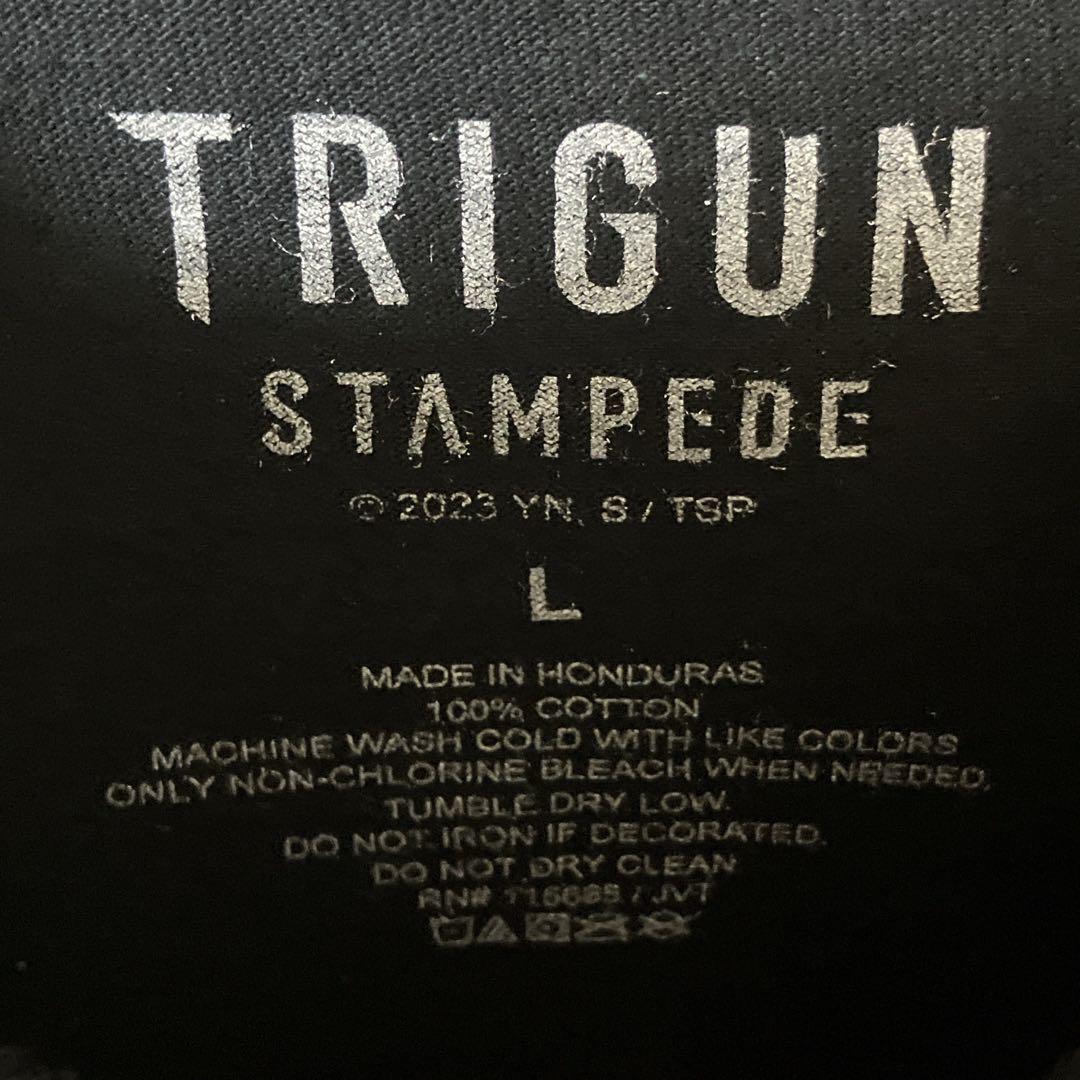 TRIGUN
STAMPEDE
© 2023 YN, S / TSP
L
MADE IN HONDURAS
100% COTTON
MACHINE WASH COLD WITH LIKE COLORS
ONLY NON-CHLORINE BLEACH WHEN NEEDED.
TUMBLE DRY LOW.
DO NOT IRON IF DECORATED.
DO NOT DRY CLEAN
RN# / JVT